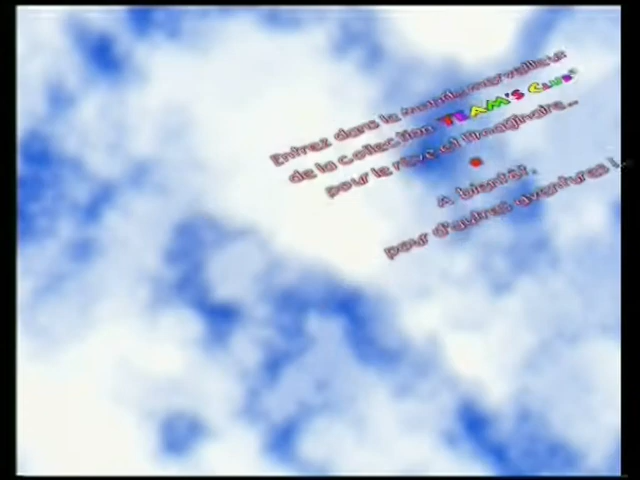 Entrez dans le monde merveilleux
de la collection TEAM'S CLUB®
pour le rêve et l'imaginaire...
A bientôt,
pour d'autres aventures !...